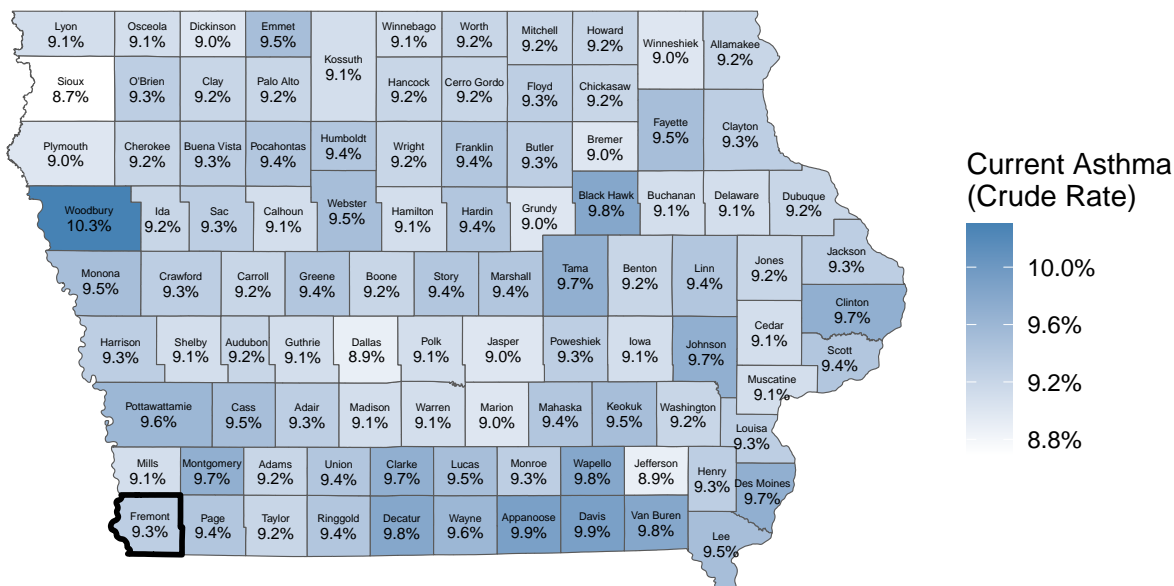 Lyon
9.1%
Osceola
9.1%
Dickinson
9.0%
Emmet
9.5%
Kossuth
9.1%
Winnebago
9.1%
Worth
9.2%
Mitchell
9.2%
Howard
9.2%
Winneshiek
9.0%
Allamakee
9.2%
Sioux
8.7%
O'Brien
9.3%
Clay
9.2%
Palo Alto
9.2%
Hancock
9.2%
Cerro Gordo
9.2%
Floyd
9.3%
Chickasaw
9.2%
Fayette
9.5%
Clayton
9.3%
Plymouth
9.0%
Cherokee
9.2%
Buena Vista
9.3%
Pocahontas
9.4%
Humboldt
9.4%
Wright
9.2%
Franklin
9.4%
Butler
9.3%
Bremer
9.0%
Woodbury
10.3%
Ida
9.2%
Sac
9.3%
Calhoun
9.1%
Webster
9.5%
Hamilton
9.1%
Hardin
9.4%
Grundy
9.0%
Black Hawk
9.8%
Buchanan
9.1%
Delaware
9.1%
Dubuque
9.2%
Monona
9.5%
Crawford
9.3%
Carroll
9.2%
Greene
9.4%
Boone
9.2%
Story
9.4%
Marshall
9.4%
Tama
9.7%
Benton
9.2%
Linn
9.4%
Jones
9.2%
Jackson
9.3%
Clinton
9.7%
Harrison
9.3%
Shelby
9.1%
Audubon
9.2%
Guthrie
9.1%
Dallas
8.9%
Polk
9.1%
Jasper
9.0%
Poweshiek
9.3%
Iowa
9.1%
Johnson
9.7%
Cedar
9.1%
Scott
9.4%
Muscatine
9.1%
Pottawattamie
9.6%
Cass
9.5%
Adair
9.3%
Madison
9.1%
Warren
9.1%
Marion
9.0%
Mahaska
9.4%
Keokuk
9.5%
Washington
9.2%
Louisa
9.3%
Mills
9.1%
Montgomery
9.7%
Adams
9.2%
Union
9.4%
Clarke
9.7%
Lucas
9.5%
Monroe
9.3%
Wapello
9.8%
Jefferson
8.9%
Henry
9.3%
Des Moines
9.7%
Fremont
9.3%
Page
9.4%
Taylor
9.2%
Ringgold
9.4%
Decatur
9.8%
Wayne
9.6%
Appanoose
9.9%
Davis
9.9%
Van Buren
9.8%
Lee
9.5%
Current Asthma
(Crude Rate)
10.0%
9.6%
9.2%
8.8%